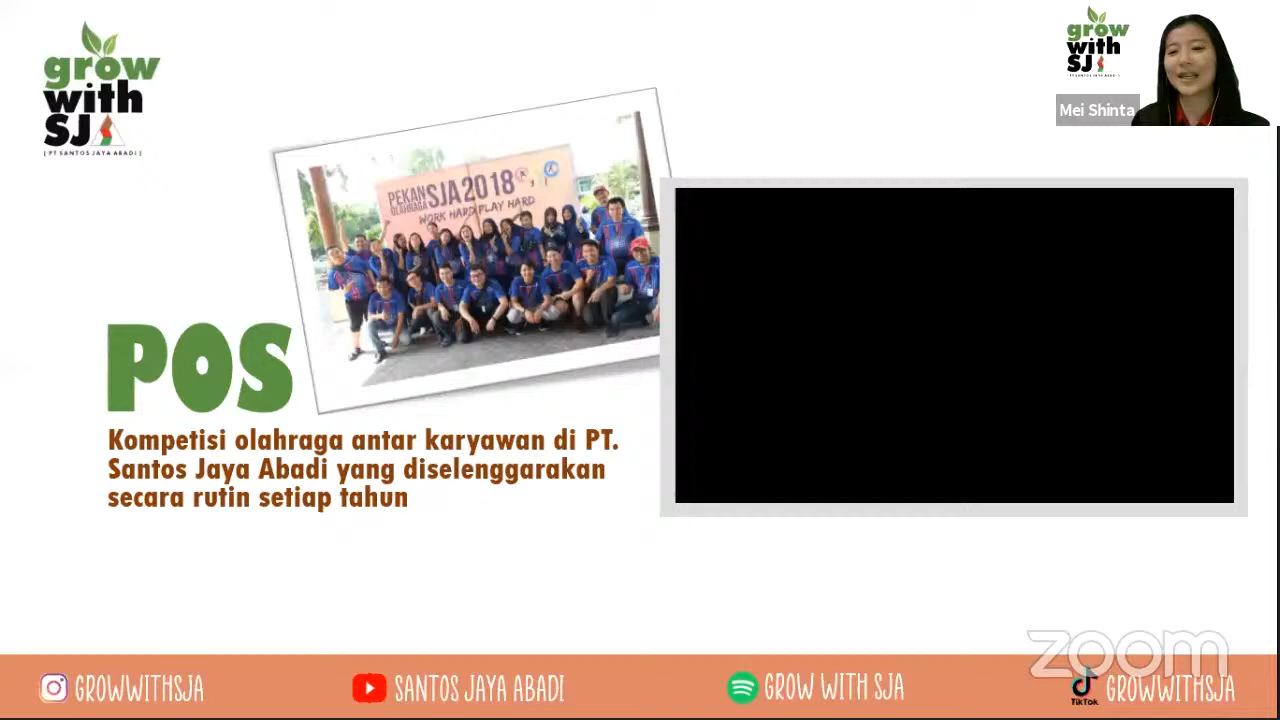 grow
with
SJA
[ PT SANTOS JAYA ABADI ]
grow
with
SJ
Mei Shinta
PEKAN OLAHRAGA SJA 2018
WORK HARD PLAY HARD
POS
Kompetisi olahraga antar karyawan di PT.
Santos Jaya Abadi yang diselenggarakan
secara rutin setiap tahun
zoom
GROWWITHSJA
SANTOS JAYA ABADI
GROW WITH SJA
TikTok
GROWWITHSJA